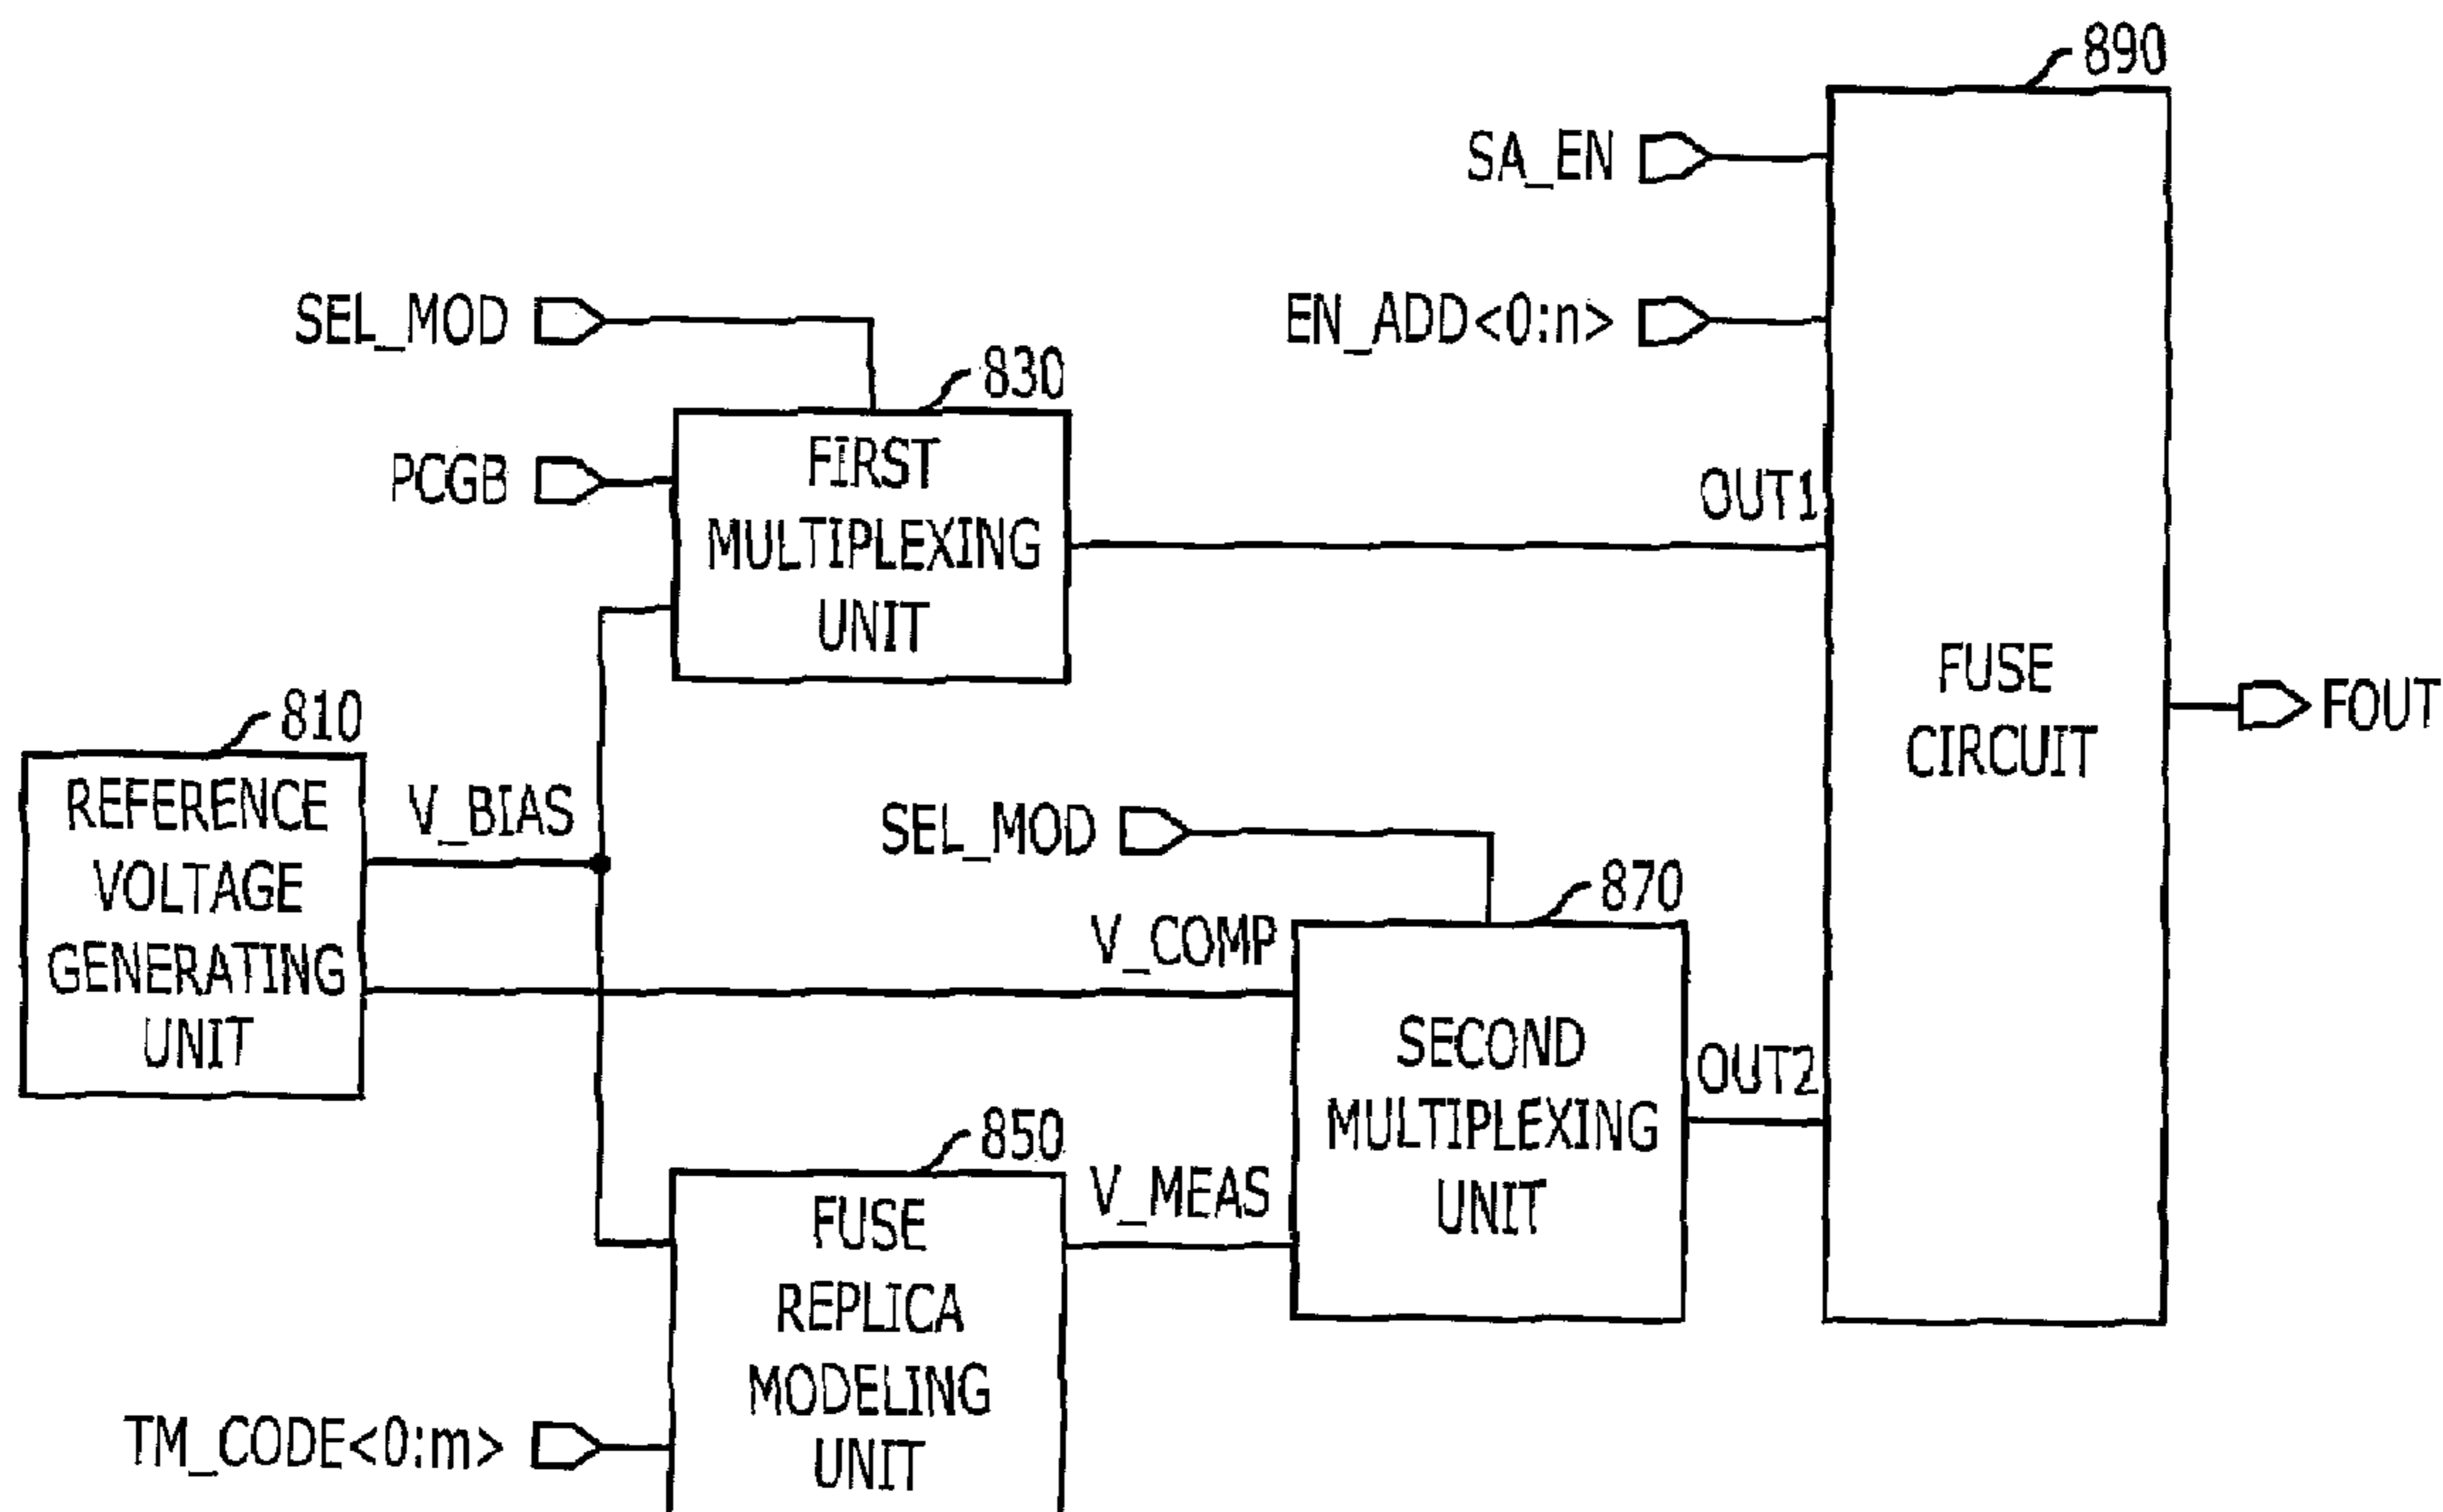 890
SA_EN
SEL_MOD
EN_ADD<0:n>
830
FIRST
MULTIPLEXING
UNIT
PCGB
OUT1
FUSE
CIRCUIT
FOUT
810
REFERENCE
VOLTAGE
GENERATING
UNIT
V_BIAS
SEL_MOD
870
V_COMP
SECOND
MULTIPLEXING
UNIT
OUT2
850
V_MEAS
FUSE
REPLICA
MODELING
UNIT
TM_CODE<0:m>